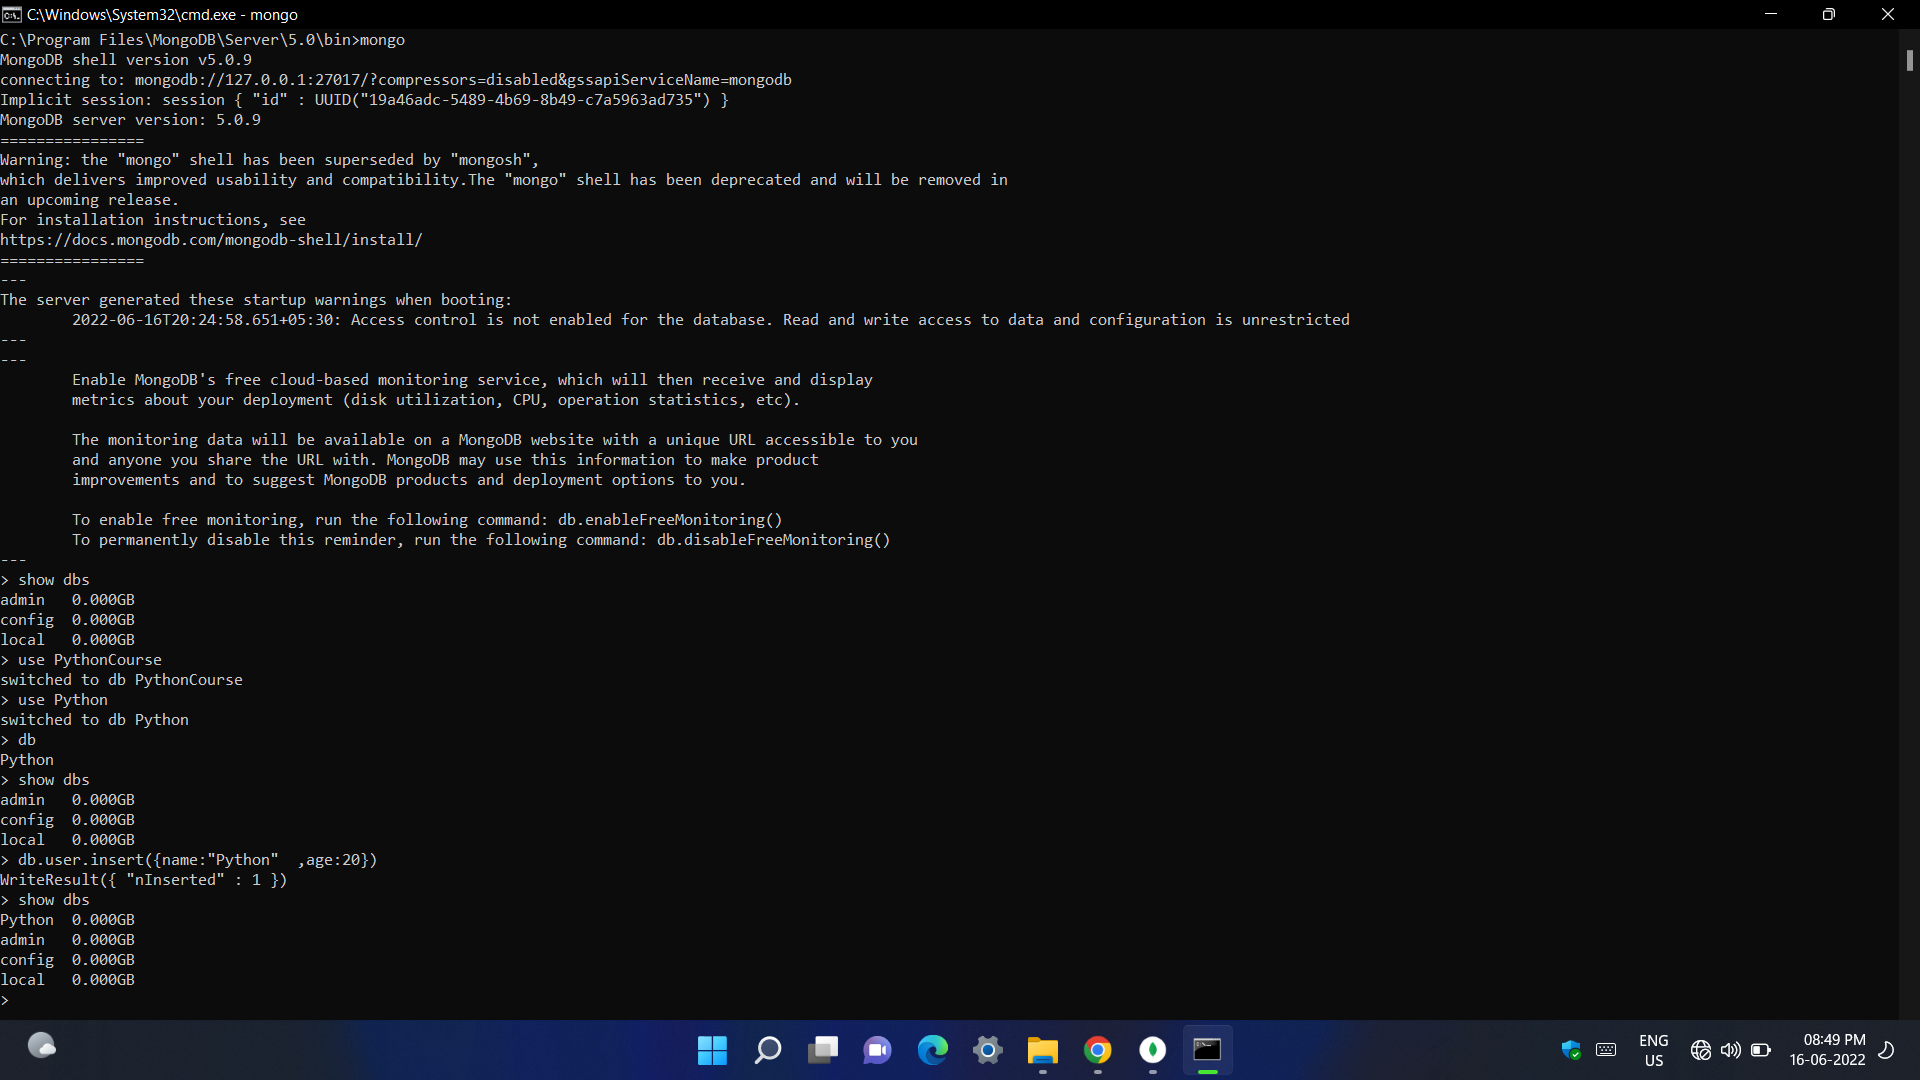 C:\Windows\System32\cmd.exe - mongo
C:\Program Files\MongoDB\Server\5.0\bin>mongo
MongoDB shell version v5.0.9
connecting to: mongodb://127.0.0.1:27017/?compressors=disabled&gssapiServiceName=mongodb
Implicit session: session { "id" : UUID("19a46adc-5489-4b69-8b49-c7a5963ad735") }
MongoDB server version: 5.0.9
================
Warning: the "mongo" shell has been superseded by "mongosh",
which delivers improved usability and compatibility.The "mongo" shell has been deprecated and will be removed in
an upcoming release.
For installation instructions, see
https://docs.mongodb.com/mongodb-shell/install/
================
---
The server generated these startup warnings when booting:
        2022-06-16T20:24:58.651+05:30: Access control is not enabled for the database. Read and write access to data and configuration is unrestricted
---
---
        Enable MongoDB's free cloud-based monitoring service, which will then receive and display
        metrics about your deployment (disk utilization, CPU, operation statistics, etc).

        The monitoring data will be available on a MongoDB website with a unique URL accessible to you
        and anyone you share the URL with. MongoDB may use this information to make product
        improvements and to suggest MongoDB products and deployment options to you.

        To enable free monitoring, run the following command: db.enableFreeMonitoring()
        To permanently disable this reminder, run the following command: db.disableFreeMonitoring()
---
> show dbs
admin   0.000GB
config  0.000GB
local   0.000GB
> use PythonCourse
switched to db PythonCourse
> use Python
switched to db Python
> db
Python
> show dbs
admin   0.000GB
config  0.000GB
local   0.000GB
> db.user.insert({name:"Python"  ,age:20})
WriteResult({ "nInserted" : 1 })
> show dbs
Python  0.000GB
admin   0.000GB
config  0.000GB
local   0.000GB
>
ENG
US
08:49 PM
16-06-2022